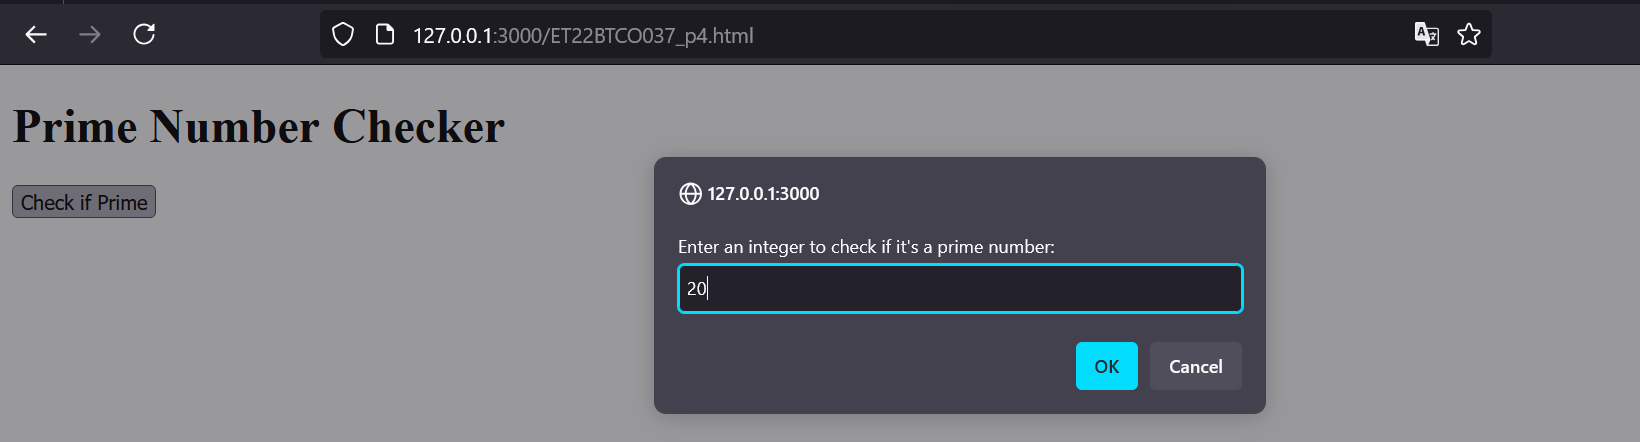 127.0.0.1:3000/ET22BTCO037_p4.html
Prime Number Checker
Check if Prime
127.0.0.1:3000
Enter an integer to check if it's a prime number:
20
OK Cancel